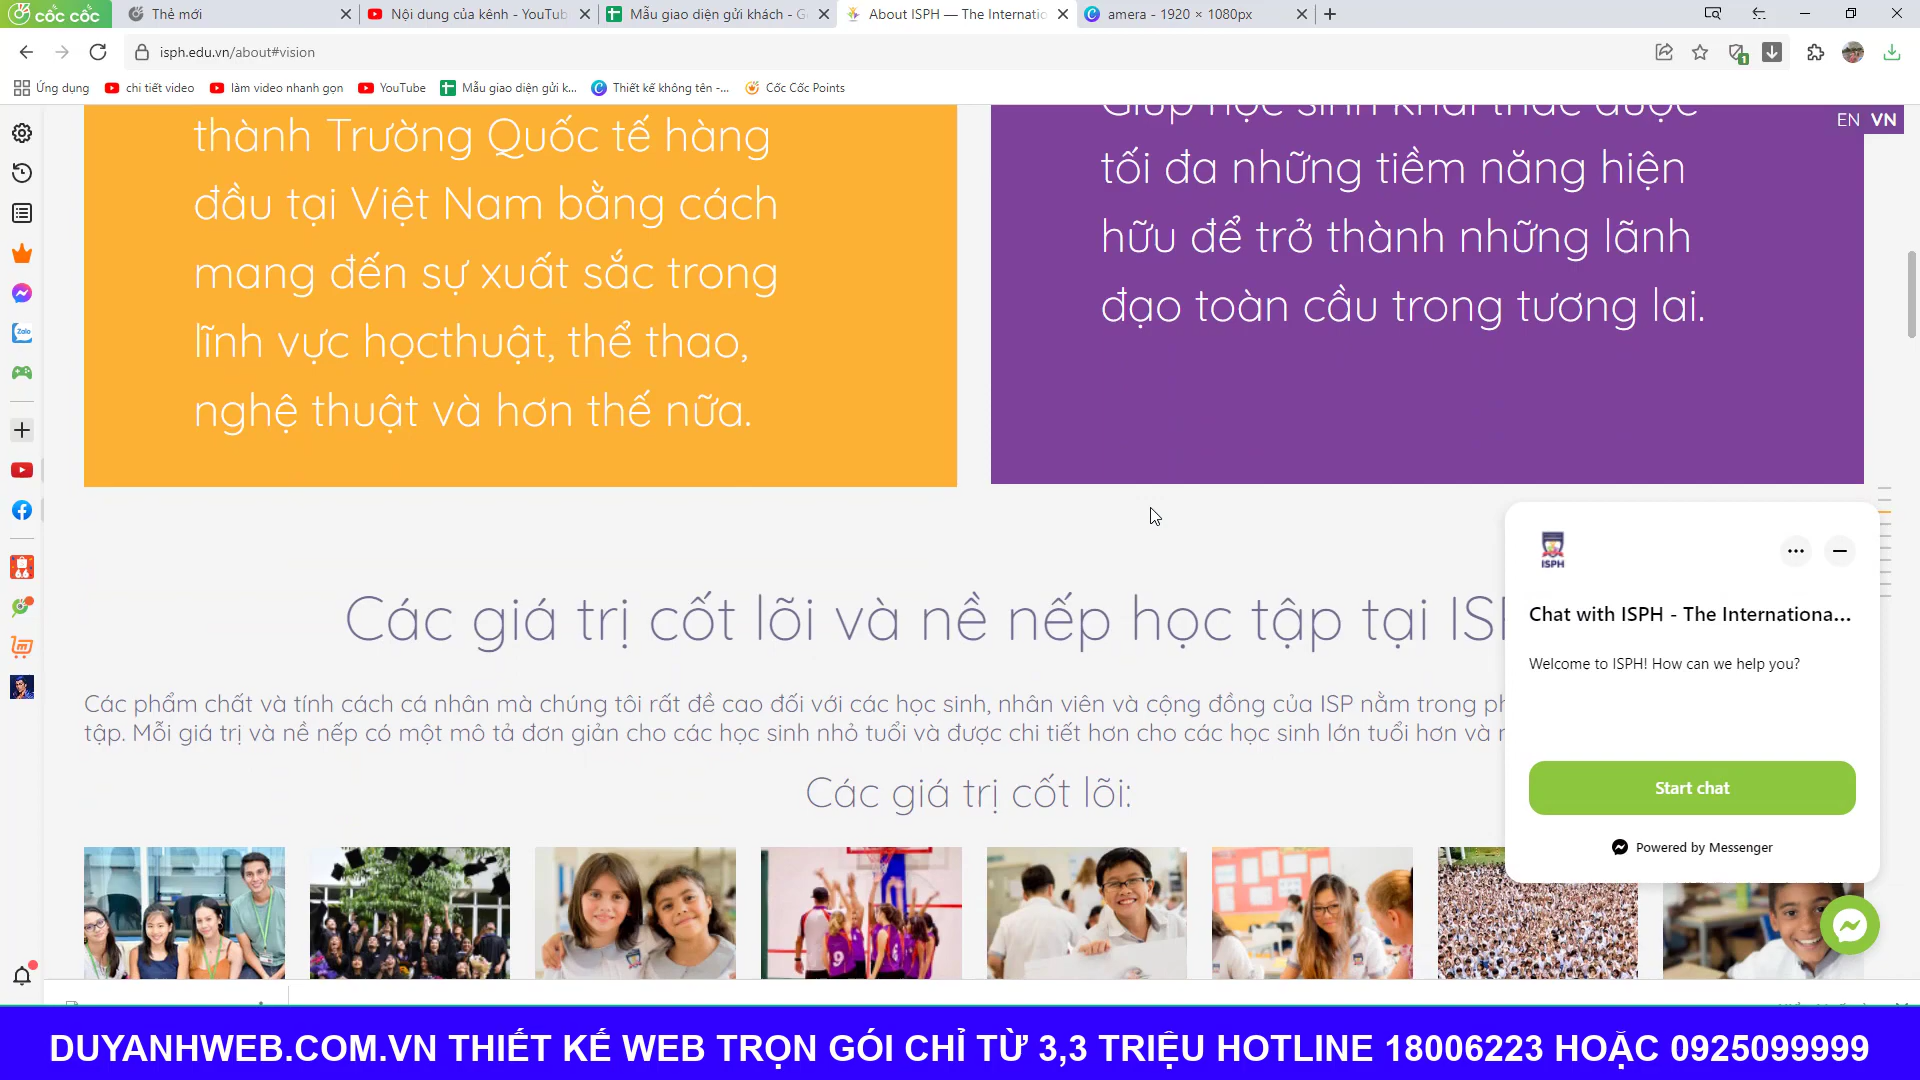 cốc cốc
Thẻ mới
Nội dung của kênh - YouTub
Mẫu giao diện gửi khách - G
About ISPH — The Internatio
amera - 1920 × 1080px
isph.edu.vn/about#vision
Ứng dụng
chi tiết video
làm video nhanh gọn
YouTube
Mẫu giao diện gửi k...
Thiết kế không tên -...
Cốc Cốc Points
EN VN
thành Trường Quốc tế hàng
đầu tại Việt Nam bằng cách
mang đến sự xuất sắc trong
lĩnh vực họcthuật, thể thao,
nghệ thuật và hơn thế nữa.
Giúp học sinh khai thác được
tối đa những tiềm năng hiện
hữu để trở thành những lãnh
đạo toàn cầu trong tương lai.
Các giá trị cốt lõi và nề nếp học tập tại IS
Các phẩm chất và tính cách cá nhân mà chúng tôi rất đề cao đối với các học sinh, nhân viên và cộng đồng của ISP nằm trong ph
tập. Mỗi giá trị và nề nếp có một mô tả đơn giản cho các học sinh nhỏ tuổi và được chi tiết hơn cho các học sinh lớn tuổi hơn và
Các giá trị cốt lõi:
ISPH
Chat with ISPH - The Internationa...
Welcome to ISPH! How can we help you?
Start chat
Powered by Messenger
Zalo
DUYANHWEB.COM.VN THIẾT KẾ WEB TRỌN GÓI CHỈ TỪ 3,3 TRIỆU HOTLINE 18006223 HOẶC 0925099999